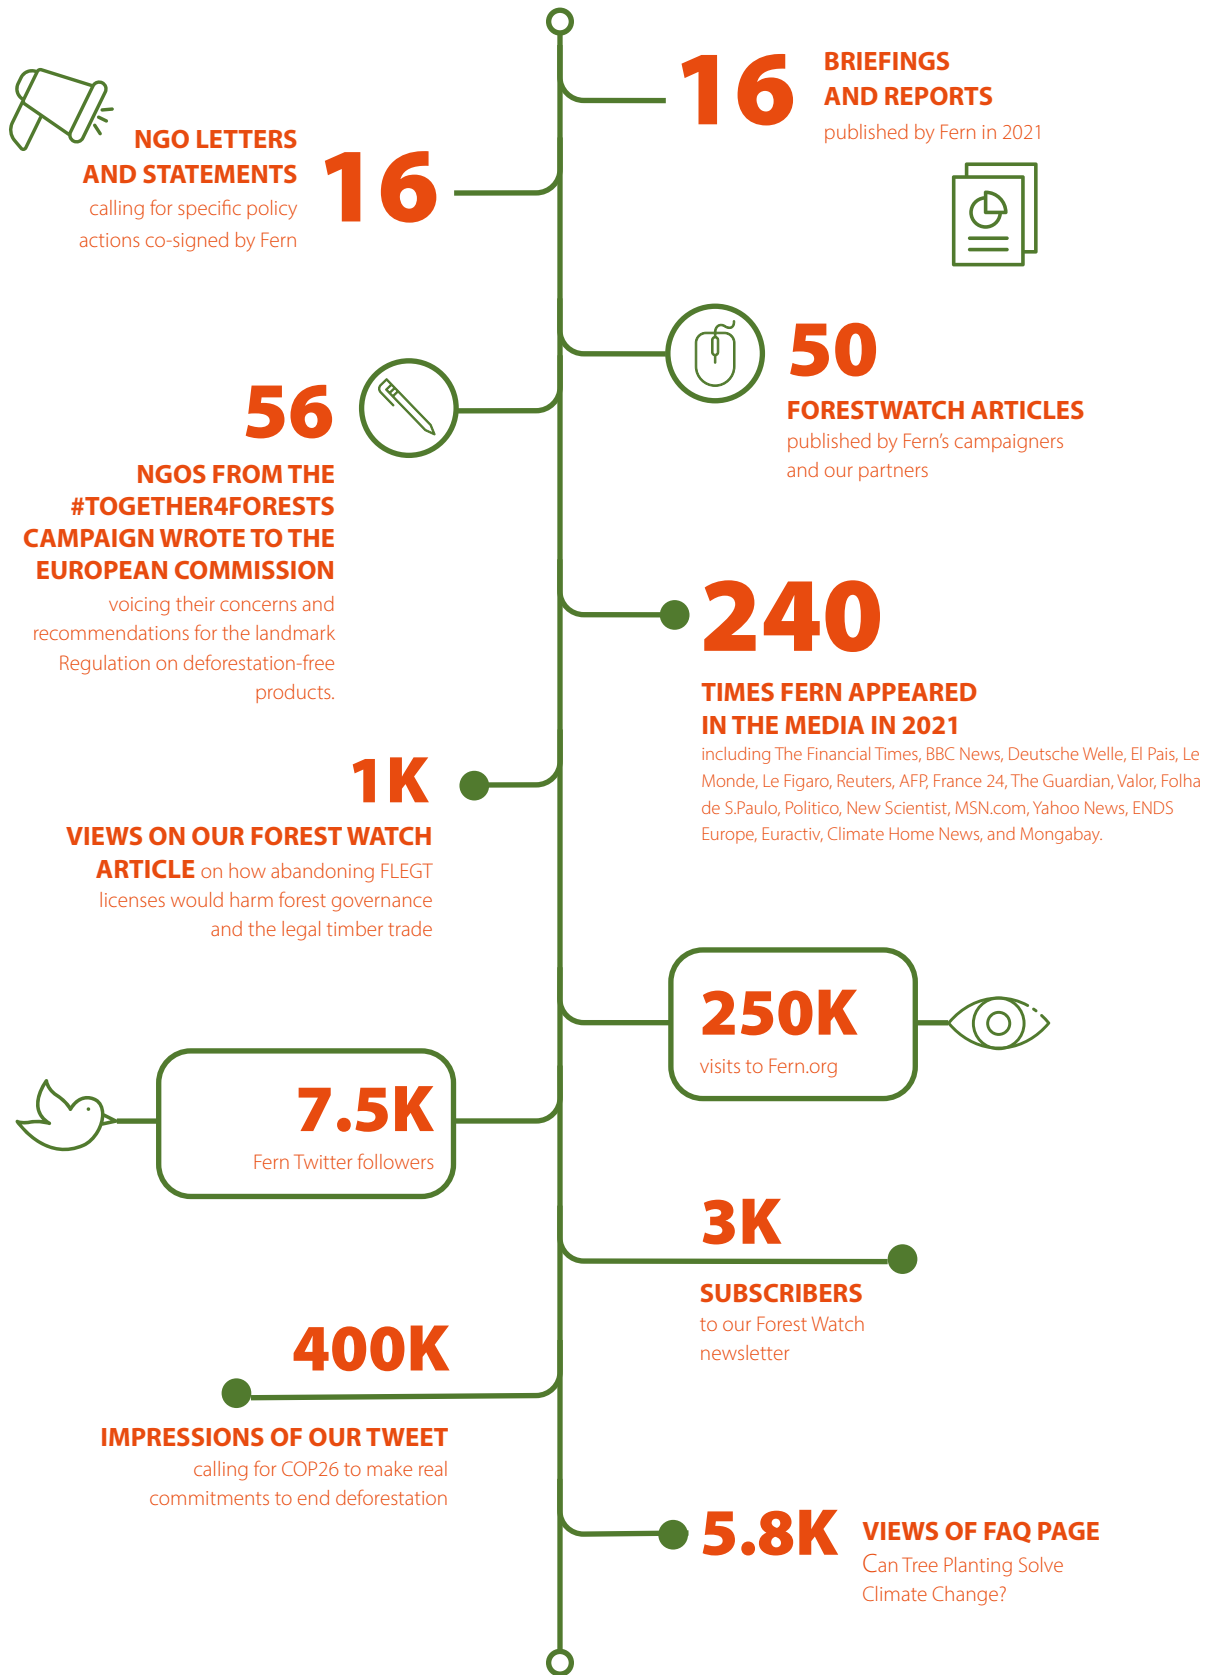 16
BRIEFINGS
AND REPORTS
published by Fern in 2021
NGO LETTERS
AND STATEMENTS
calling for specific policy
actions co-signed by Fern
16
50
FORESTWATCH ARTICLES
published by Fern’s campaigners
and our partners
56
NGOS FROM THE
#TOGETHER4FORESTS
CAMPAIGN WROTE TO THE
EUROPEAN COMMISSION
voicing their concerns and
recommendations for the landmark
Regulation on deforestation-free
products.
240
TIMES FERN APPEARED
IN THE MEDIA IN 2021
including The Financial Times, BBC News, Deutsche Welle, El Pais, Le
Monde, Le Figaro, Reuters, AFP, France 24, The Guardian, Valor, Folha
de S.Paulo, Politico, New Scientist, MSN.com, Yahoo News, ENDS
Europe, Euractiv, Climate Home News, and Mongabay.
1K
VIEWS ON OUR FOREST WATCH
ARTICLE on how abandoning FLEGT
licenses would harm forest governance
and the legal timber trade
250K
visits to Fern.org
7.5K
Fern Twitter followers
3K
SUBSCRIBERS
to our Forest Watch
newsletter
400K
IMPRESSIONS OF OUR TWEET
calling for COP26 to make real
commitments to end deforestation
5.8K
VIEWS OF FAQ PAGE
Can Tree Planting Solve
Climate Change?